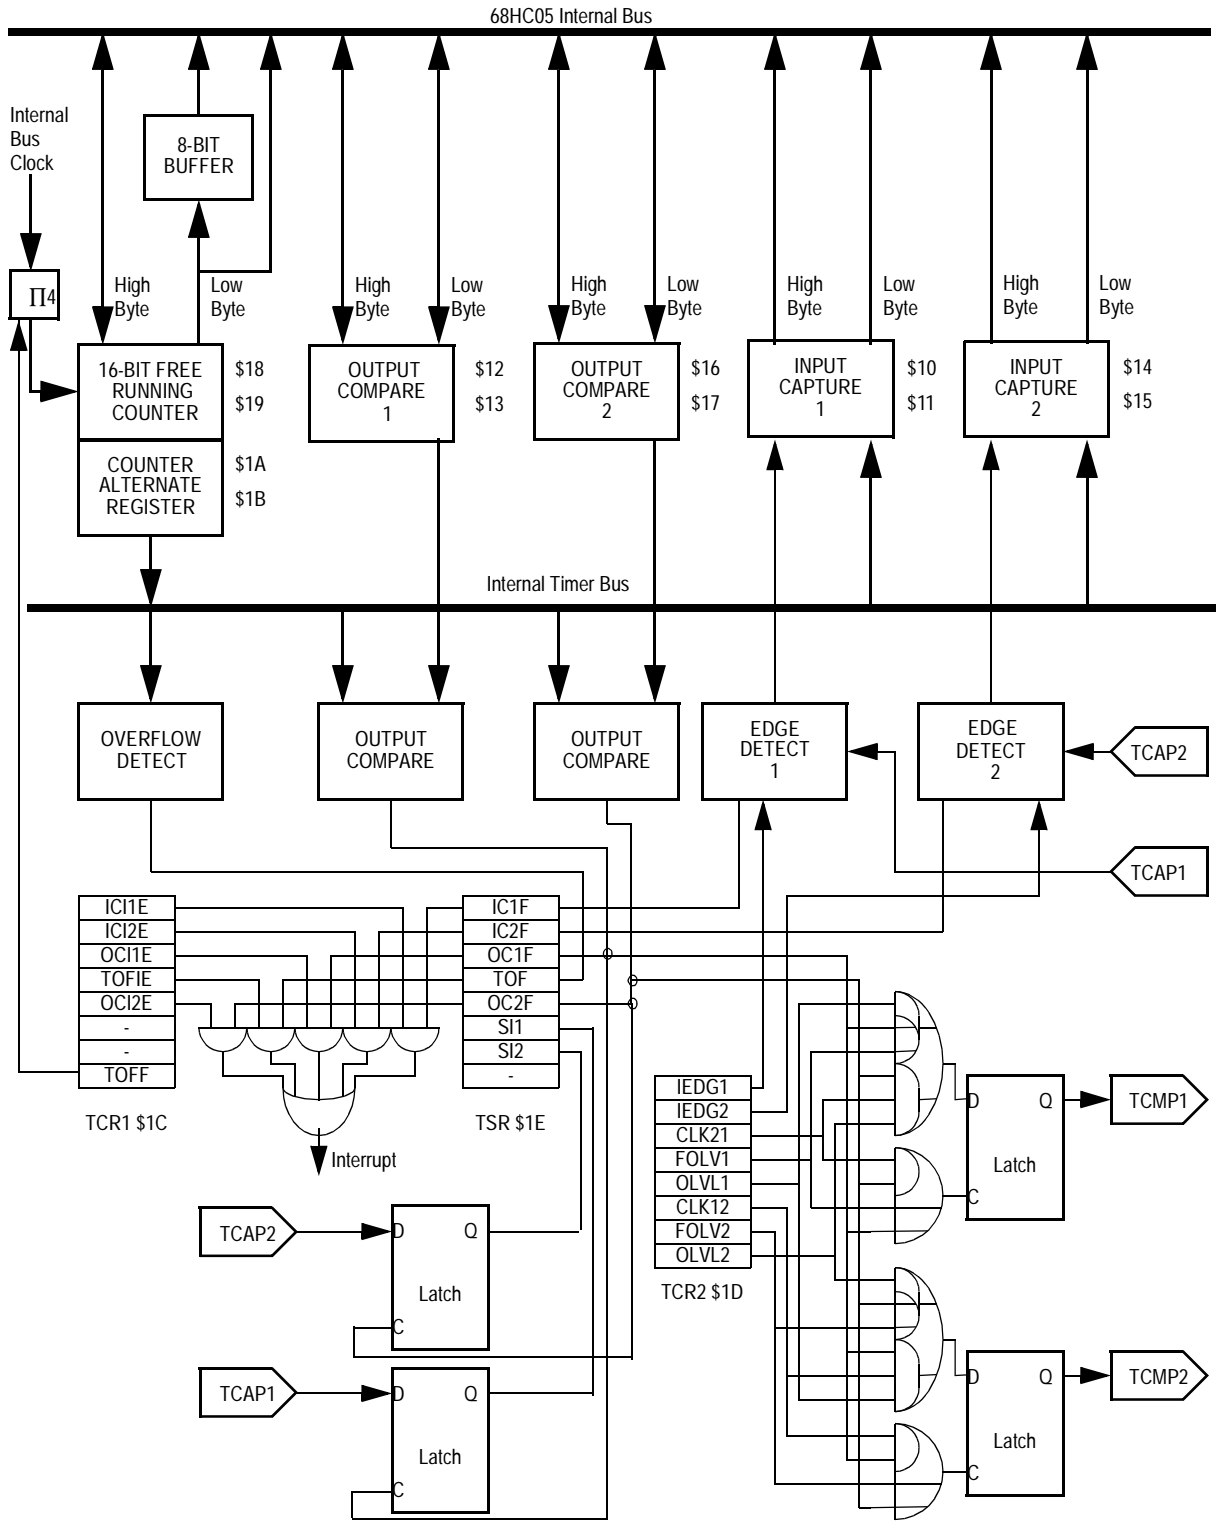 68HC05 Internal Bus
Internal
Bus
Clock
8-BIT
BUFFER
Π4
High
Byte
Low
Byte
High
Byte
Low
Byte
High
Byte
Low
Byte
High
Byte
Low
Byte
High
Byte
Low
Byte
16-BIT FREE
RUNNING
COUNTER
$18
$19
OUTPUT
COMPARE
1
$12
$13
OUTPUT
COMPARE
2
$16
$17
INPUT
CAPTURE
1
$10
$11
INPUT
CAPTURE
2
$14
$15
COUNTER
ALTERNATE
REGISTER
$1A
$1B
Internal Timer Bus
OVERFLOW
DETECT
OUTPUT
COMPARE
OUTPUT
COMPARE
EDGE
DETECT
1
EDGE
DETECT
2
TCAP2
TCAP1
ICI1E
ICI2E
OCI1E
TOFIE
OCI2E
-
-
TOFF
TCR1 $1C
IC1F
IC2F
OC1F
TOF
OC2F
SI1
SI2
-
TSR $1E
Interrupt
IEDG1
IEDG2
CLK21
FOLV1
OLVL1
CLK12
FOLV2
OLVL2
TCR2 $1D
D
Q
Latch
C
TCMP1
TCAP2
D
Q
Latch
C
TCAP1
D
Q
Latch
C
D
Q
Latch
C
TCMP2